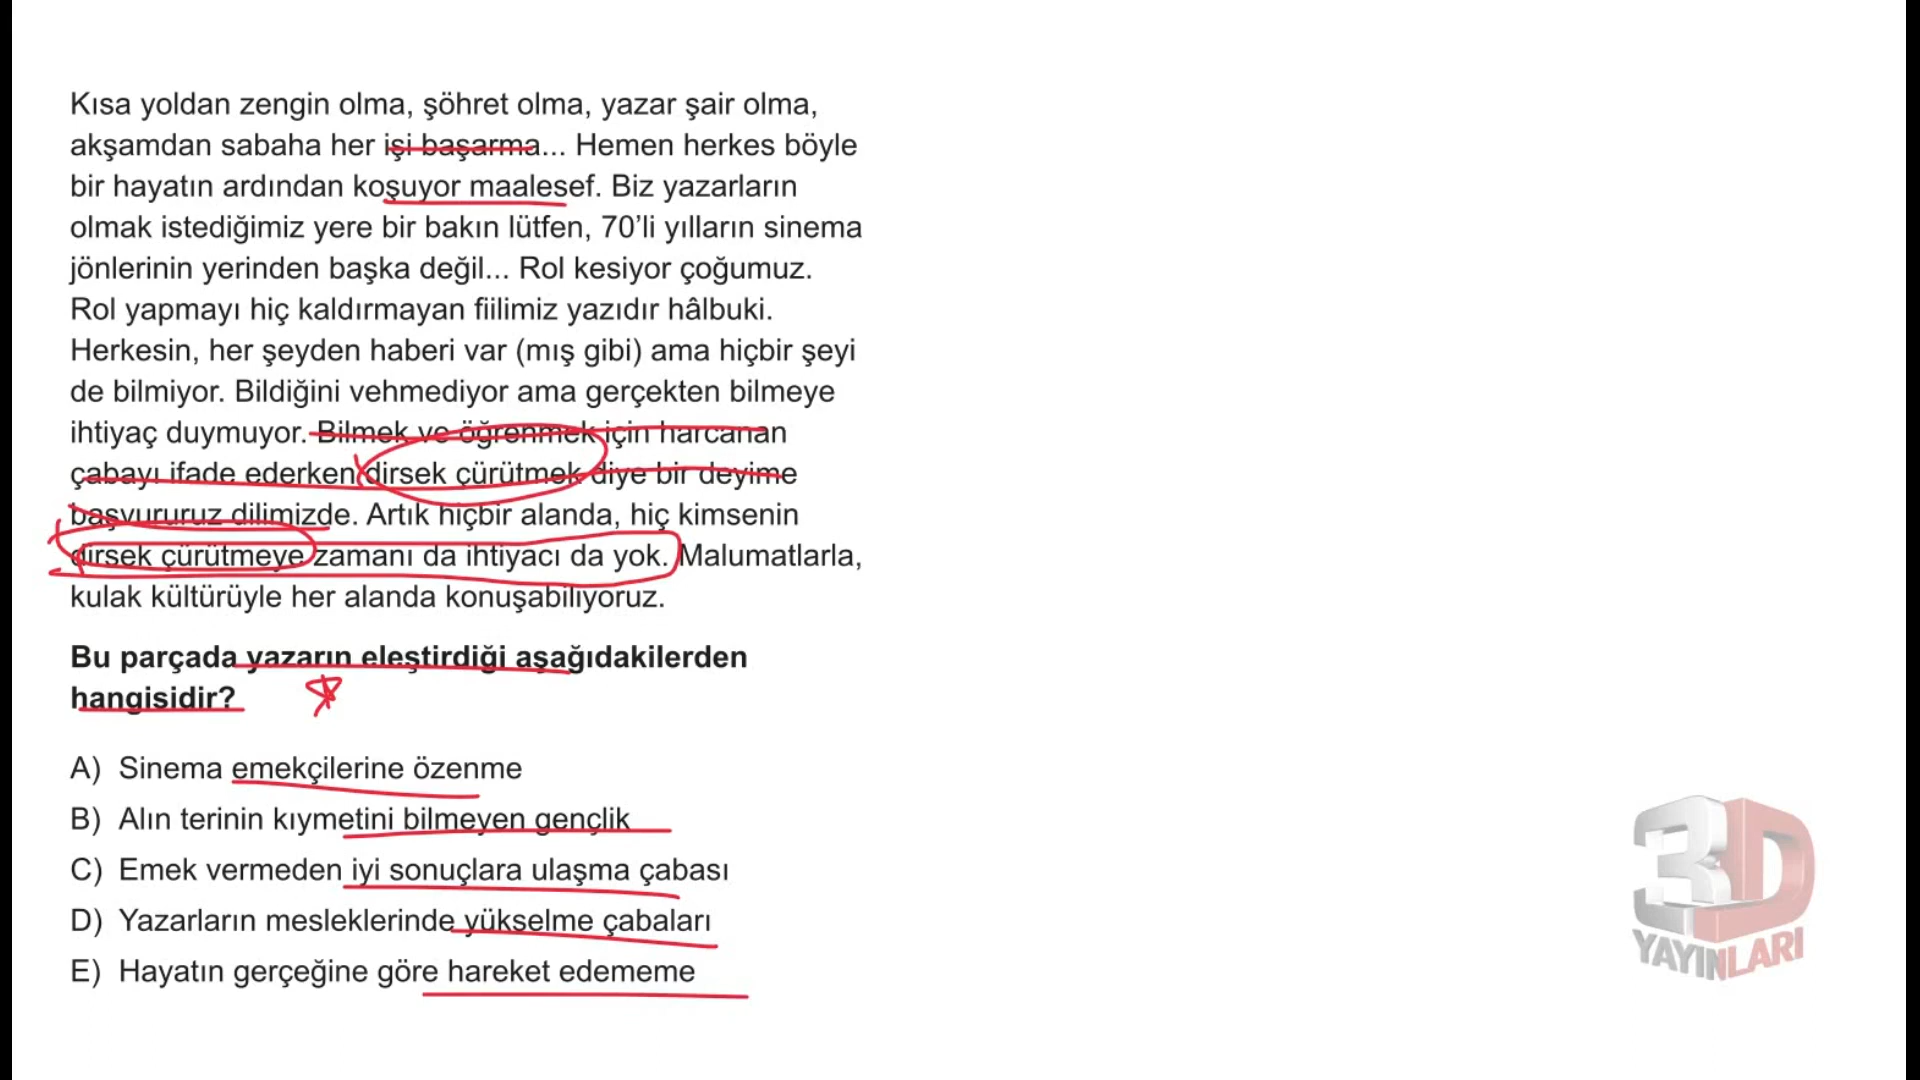 Kısa yoldan zengin olma, şöhret olma, yazar şair olma,
akşamdan sabaha her işi başarma... Hemen herkes böyle
bir hayatın ardından koşuyor maalesef. Biz yazarların
olmak istediğimiz yere bir bakın lütfen, 70’li yılların sinema
jönlerinin yerinden başka değil... Rol kesiyor çoğumuz.
Rol yapmayı hiç kaldırmayan fiilimiz yazıdır hâlbuki.
Herkesin, her şeyden haberi var (mış gibi) ama hiçbir şeyi
de bilmiyor. Bildiğini vehmediyor ama gerçekten bilmeye
ihtiyaç duymuyor. Bilmek ve öğrenmek için harcanan
çabayı ifade ederken dirsek çürütmek diye bir deyime
başvururuz dilimizde. Artık hiçbir alanda, hiç kimsenin
dirsek çürütmeye zamanı da ihtiyacı da yok. Malumatlarla,
kulak kültürüyle her alanda konuşabiliyoruz.
Bu parçada yazarın eleştirdiği aşağıdakilerden
hangisidir?
A) Sinema emekçilerine özenme
B) Alın terinin kıymetini bilmeyen gençlik
C) Emek vermeden iyi sonuçlara ulaşma çabası
D) Yazarların mesleklerinde yükselme çabaları
E) Hayatın gerçeğine göre hareket edememe
3D
YAYINLARI